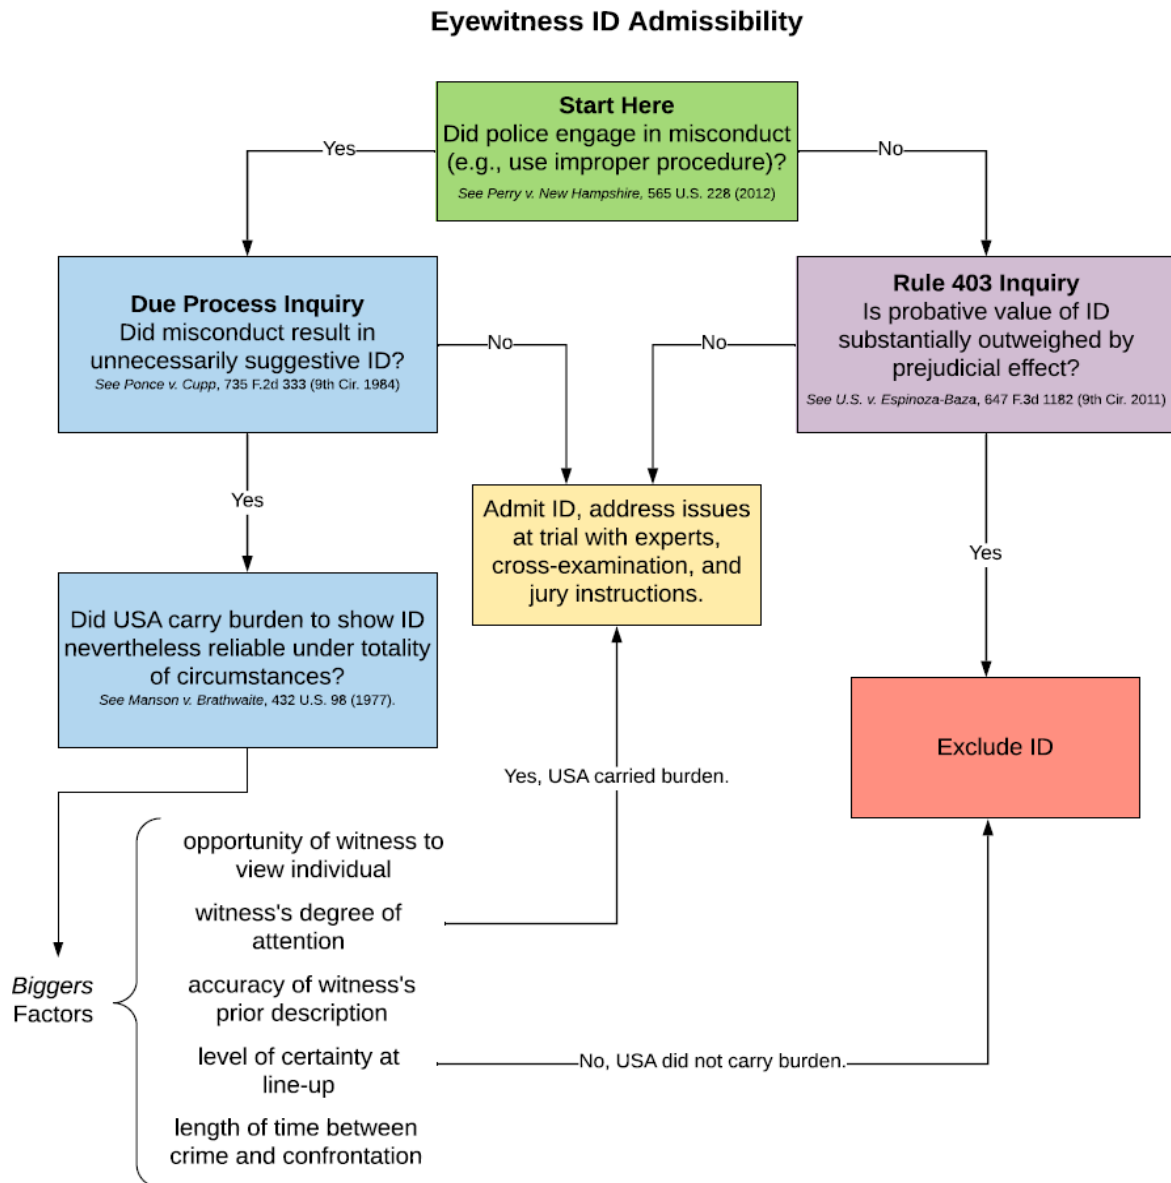 Eyewitness ID Admissibility
Start Here
Did police engage in misconduct
(e.g., use improper procedure)?
See Perry v. New Hampshire, 565 U.S. 228 (2012)
Yes
No
Due Process Inquiry
Did misconduct result in
unnecessarily suggestive ID?
See Ponce v. Cupp, 735 F.2d 333 (9th Cir. 1984)
Rule 403 Inquiry
Is probative value of ID
substantially outweighed by
prejudicial effect?
See U.S. v. Espinoza-Baza, 647 F.3d 1182 (9th Cir. 2011)
No
No
Yes
Admit ID, address issues
at trial with experts,
cross-examination, and
jury instructions.
Yes
Did USA carry burden to show ID
nevertheless reliable under totality
of circumstances?
See Manson v. Brathwaite, 432 U.S. 98 (1977).
Exclude ID
Yes, USA carried burden.
Biggers
Factors
opportunity of witness to
view individual
witness's degree of
attention
accuracy of witness's
prior description
level of certainty at
line-up
No, USA did not carry burden.
length of time between
crime and confrontation